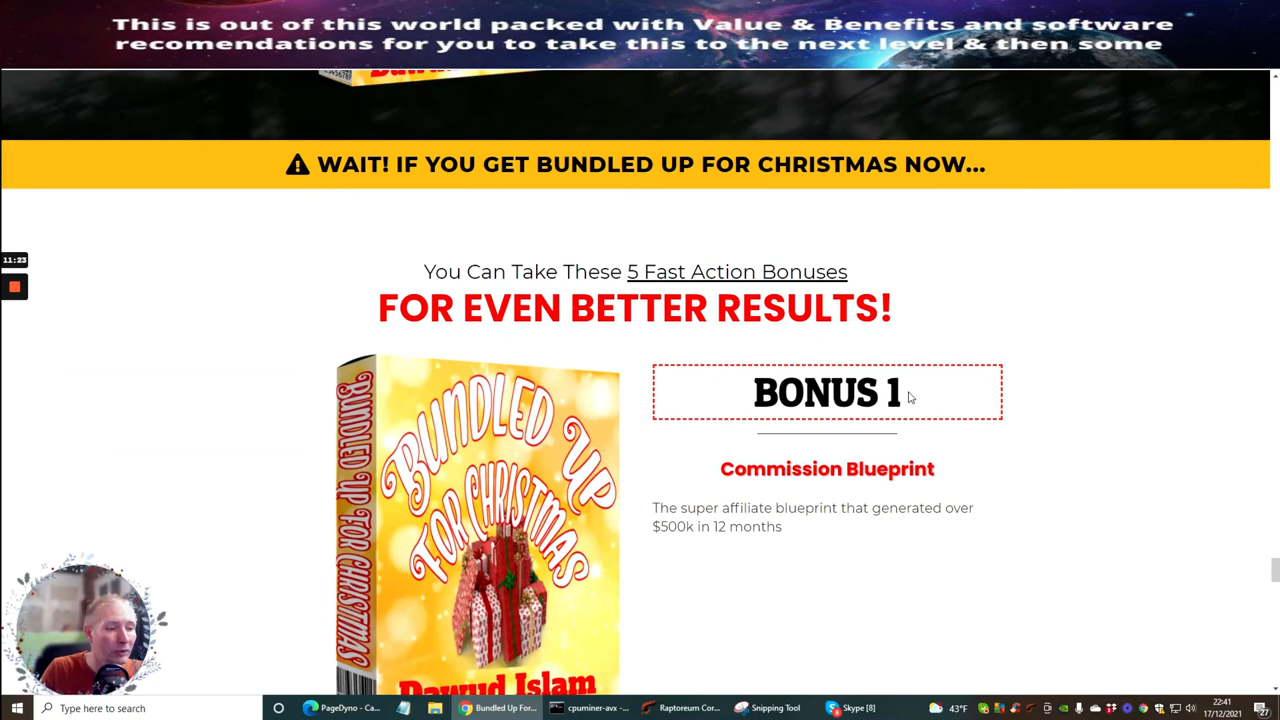 This is out of this world packed with Value & Benefits and software
recomendations for you to take this to the next level & then some
WAIT! IF YOU GET BUNDLED UP FOR CHRISTMAS NOW...
11:23
You Can Take These 5 Fast Action Bonuses
FOR EVEN BETTER RESULTS!
BUNDLED UP FOR CHRISTMAS
BUNDLED UP
FOR CHRISTMAS
Dawud Islam
BONUS 1
Commission Blueprint
The super affiliate blueprint that generated over
$500k in 12 months
Type here to search
PageDyno - Ca...
Bundled Up For...
cpuminer-avx -...
Raptoreum Cor...
Snipping Tool
Skype [8]
43°F
22:41
17/12/2021